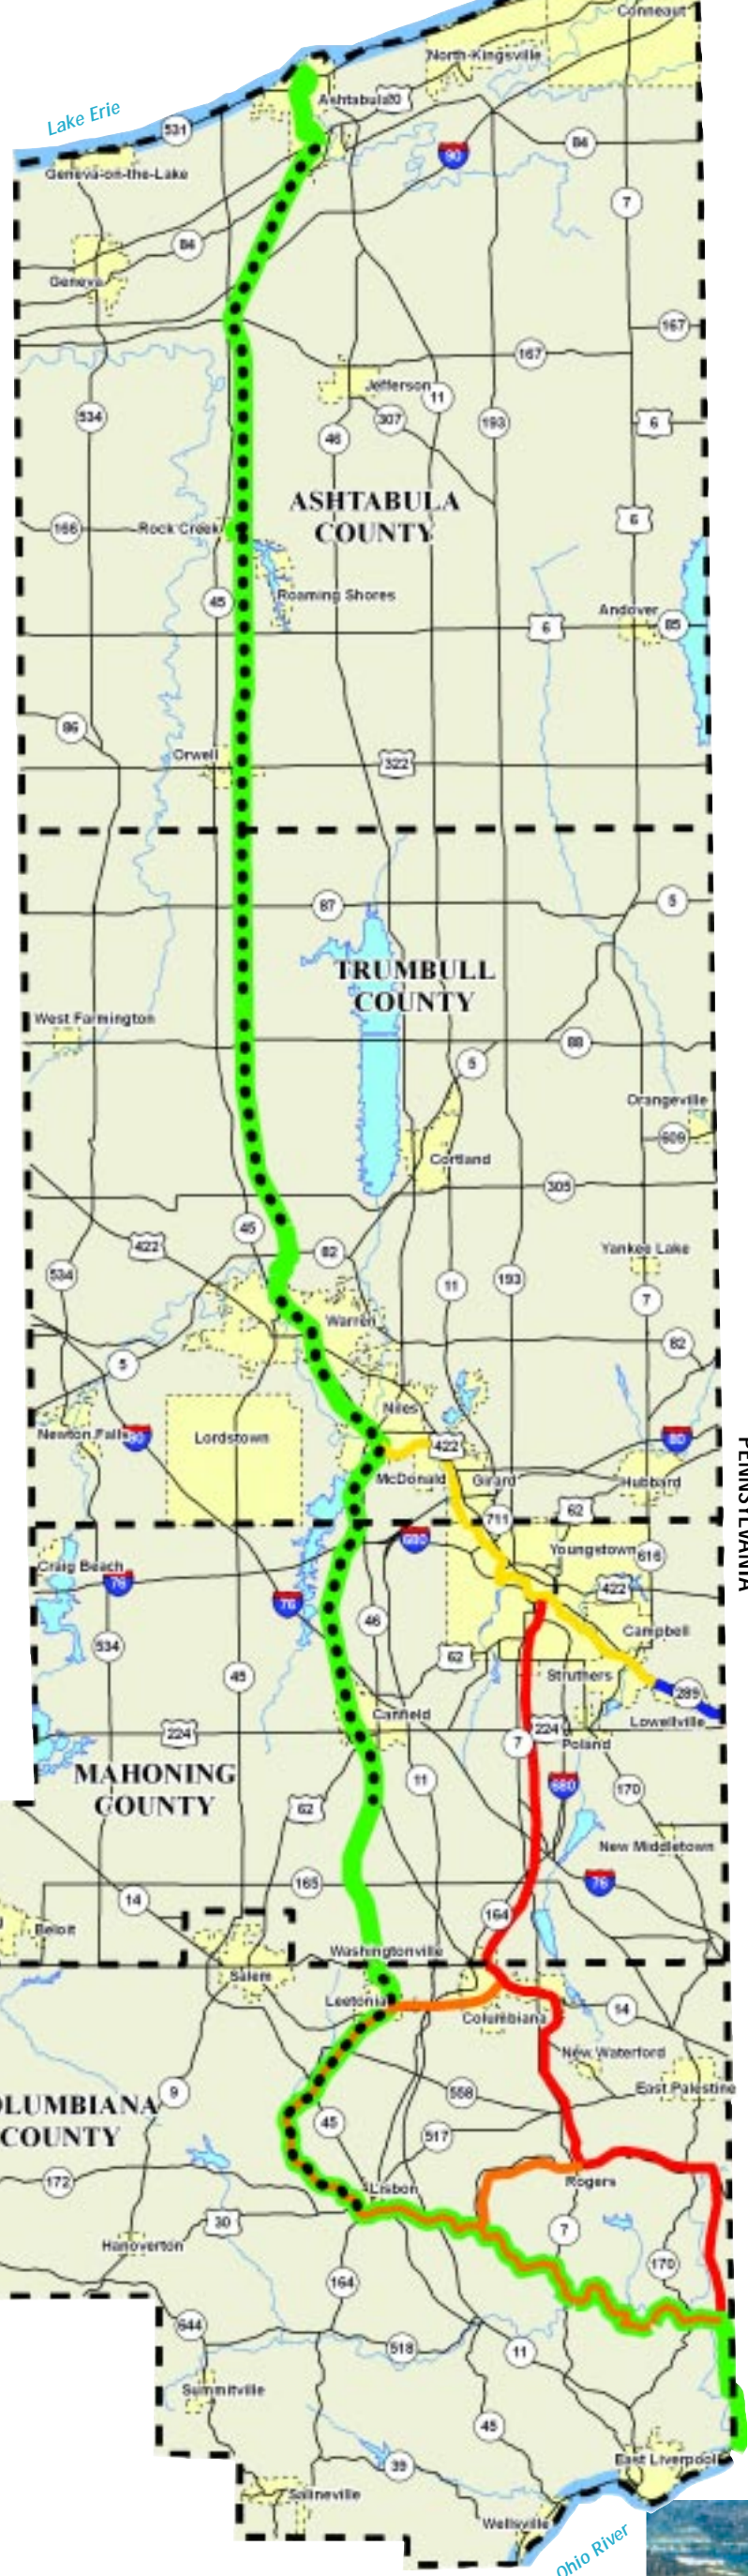 Conneaut
North-Kingsville
Ashtabula
20
Lake Erie
531
90
84
Geneva-on-the-Lake
7
84
Geneva
167
167
Jefferson
11
534
307
193
6
46
ASHTABULA
COUNTY
6
166
Rock Creek
45
Roaming Shores
Andover
85
6
86
Orwell
322
87
5
TRUMBULL
COUNTY
West Farmington
88
5
Orangeville
609
Cortland
305
45
422
82
Yankee Lake
534
11
193
7
Warren
82
5
Niles
Newton Falls
80
Lordstown
422
80
PENNSYLVANIA
McDonald
Girard
Hubbard
62
711
680
Youngstown
616
Craig Beach
76
422
76
46
Campbell
534
62
45
Struthers
289
Canfield
Lowellville
224
224
7
Poland
MAHONING
COUNTY
11
680
170
62
New Middletown
165
76
14
164
Beloit
Washingtonville
Salem
Leetonia
14
Columbiana
New Waterford
9
558
East Palestine
OLUMBIANA
COUNTY
45
517
172
Lisbon
Rogers
30
7
Hanoverton
170
164
644
518
11
Summitville
45
39
East Liverpool
Salineville
Wellsville
Ohio River